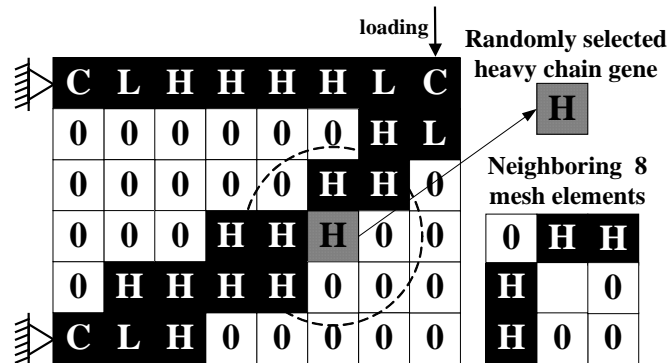 loading
Randomly selected
heavy chain gene
H
C L H H H H L C
0 0 0 0 0 0 H L
0 0 0 0 0 H H 0
0 0 0 H H H 0 0
0 H H H H 0 0 0
C L H 0 0 0 0 0
Neighboring 8
mesh elements
0 H H
H 0
H 0 0